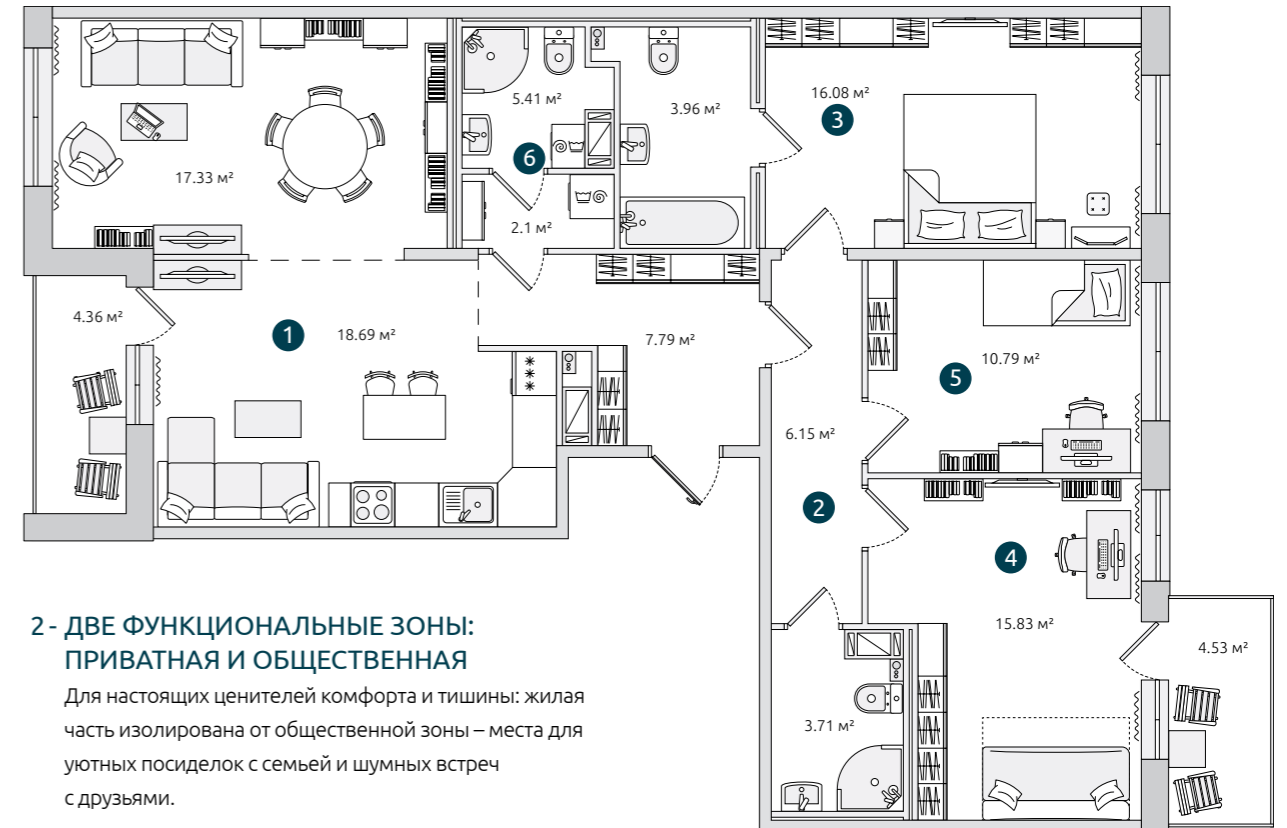 5.41 м²
3.96 м²
16.08 м²
3
6
17.33 м²
2.1 м²
4.36 м²
1
18.69 м²
7.79 м²
10.79 м²
5
6.15 м²
2
4
15.83 м²
4.53 м²
3.71 м²
2 - ДВЕ ФУНКЦИОНАЛЬНЫЕ ЗОНЫ:
ПРИВАТНАЯ И ОБЩЕСТВЕННАЯ
Для настоящих ценителей комфорта и тишины: жилая
часть изолирована от общественной зоны – места для
уютных посиделок с семьей и шумных встреч
с друзьями.